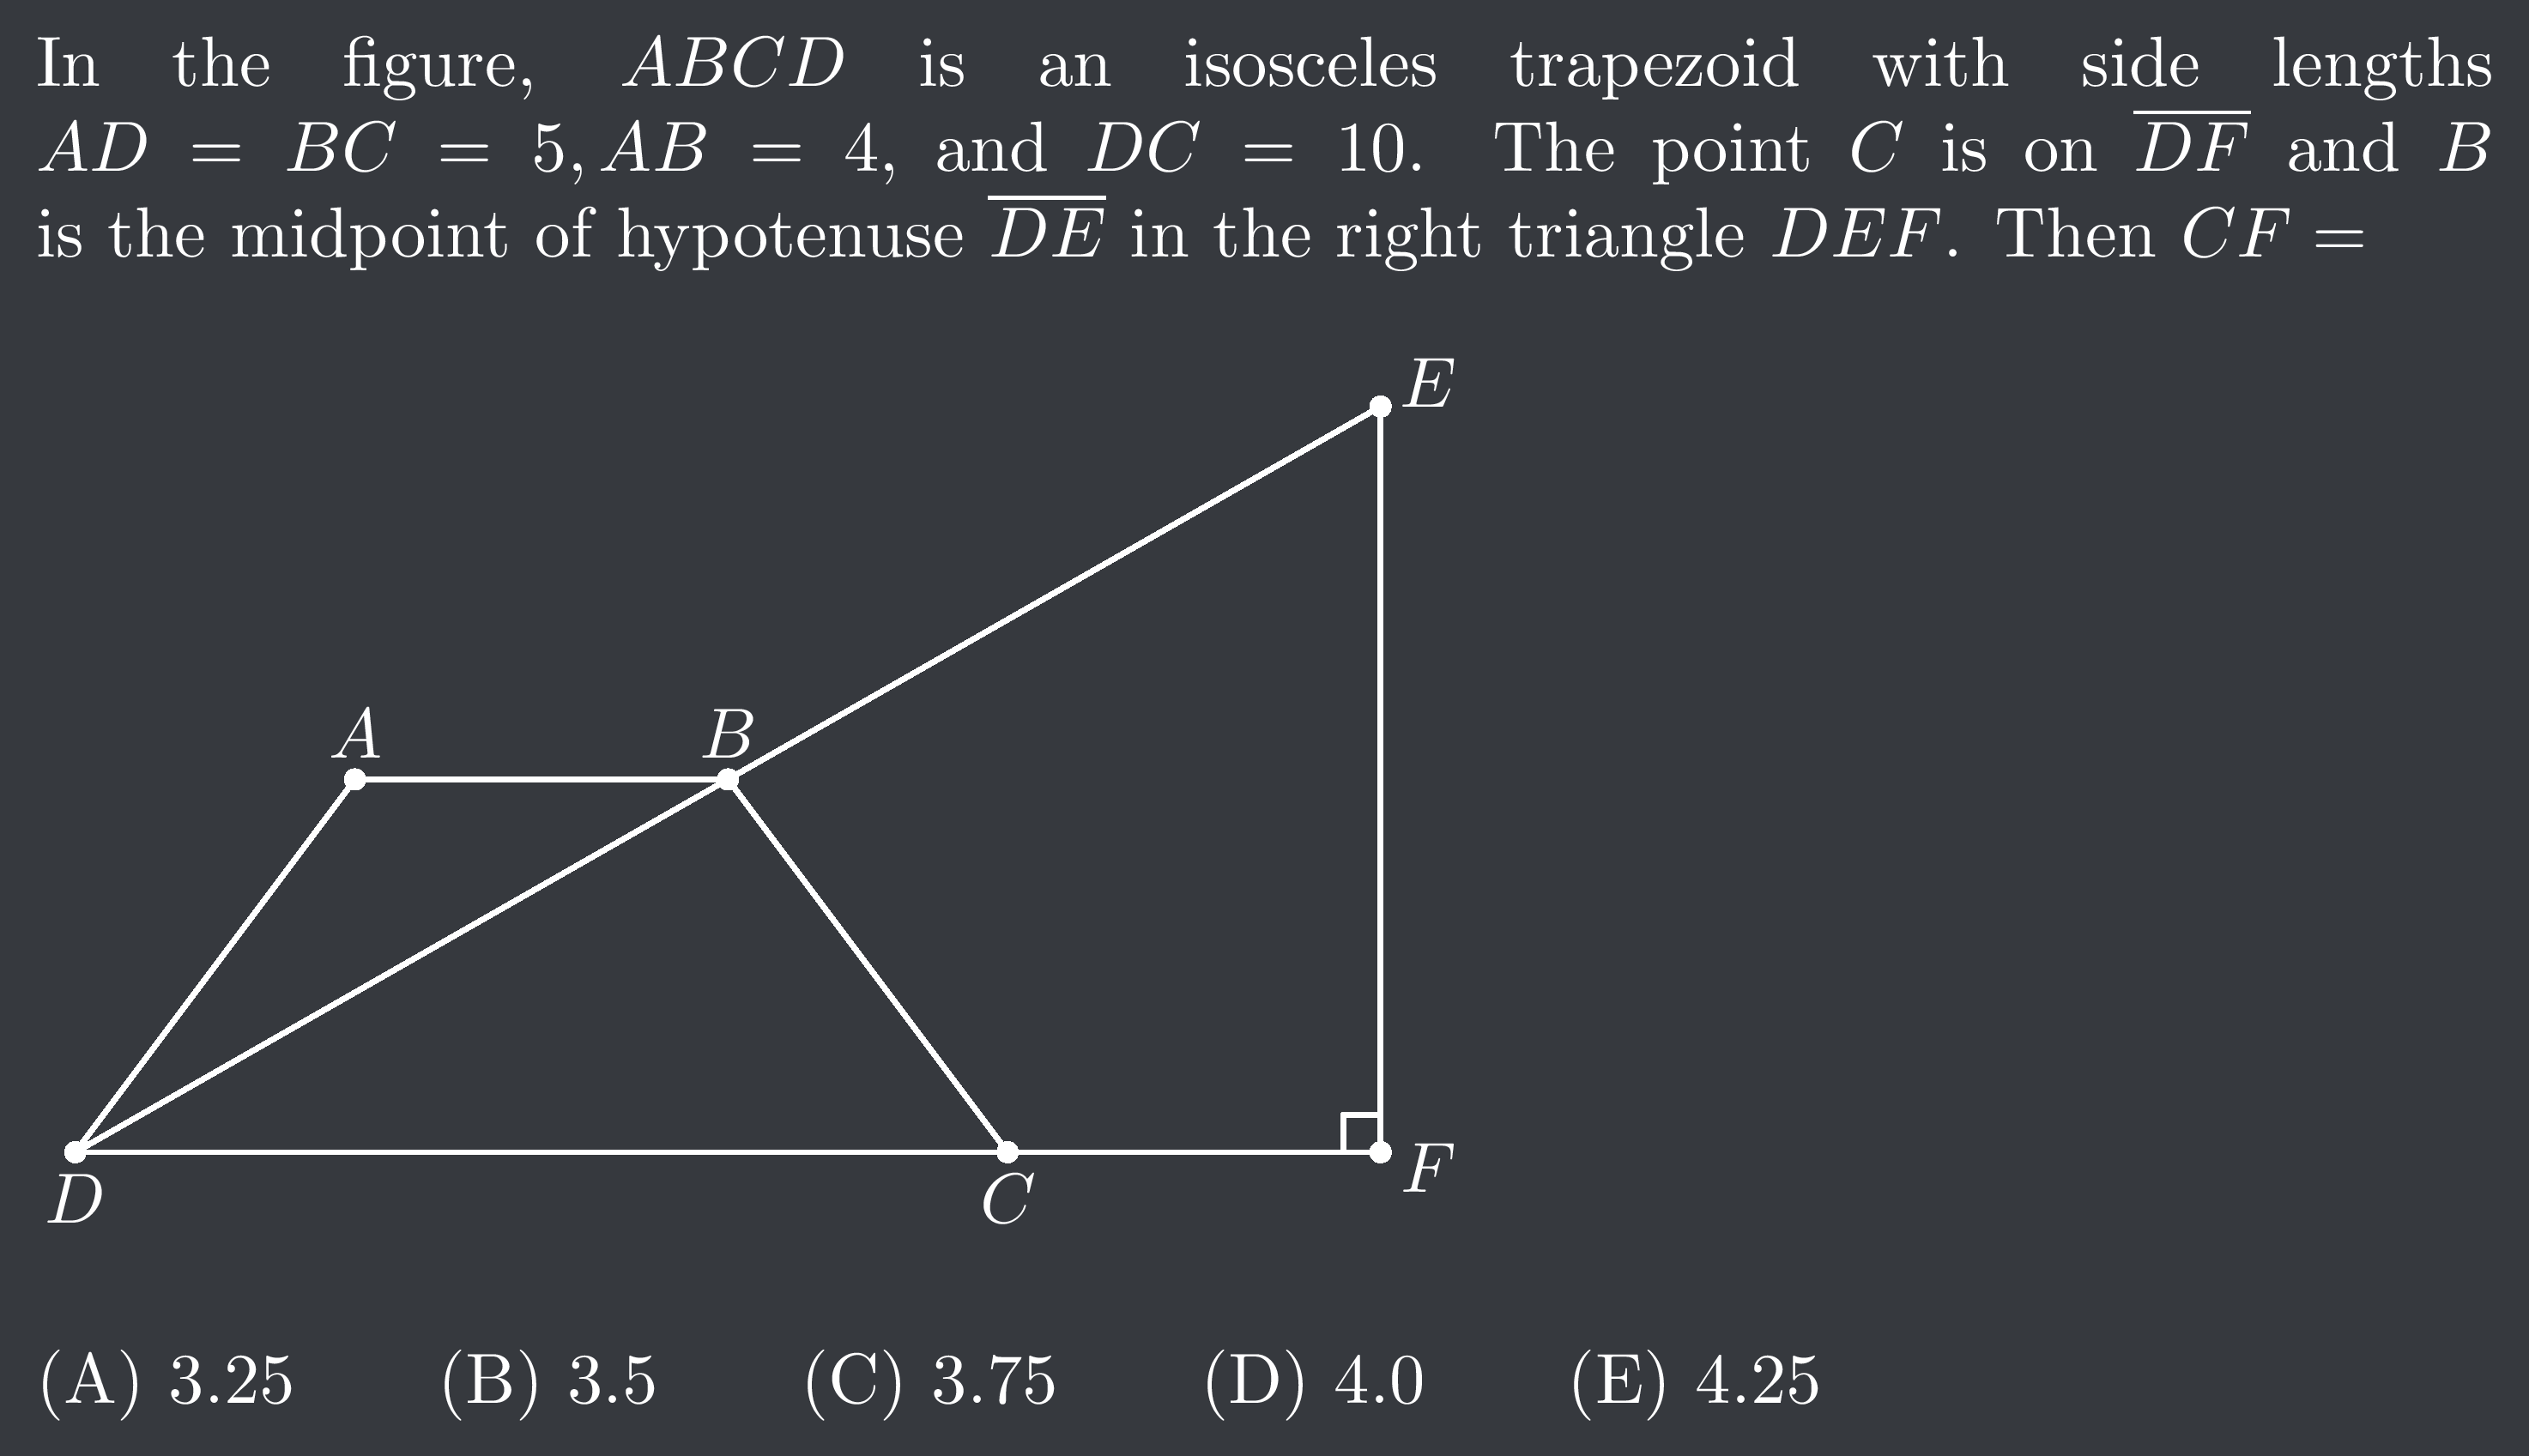 In the figure, ABCD is an isosceles trapezoid with side lengths
AD = BC = 5, AB = 4, and DC = 10. The point C is on \overline{DF} and B
is the midpoint of hypotenuse \overline{DE} in the right triangle DEF. Then CF =
E
A B
D C F
(A) 3.25 (B) 3.5 (C) 3.75 (D) 4.0 (E) 4.25